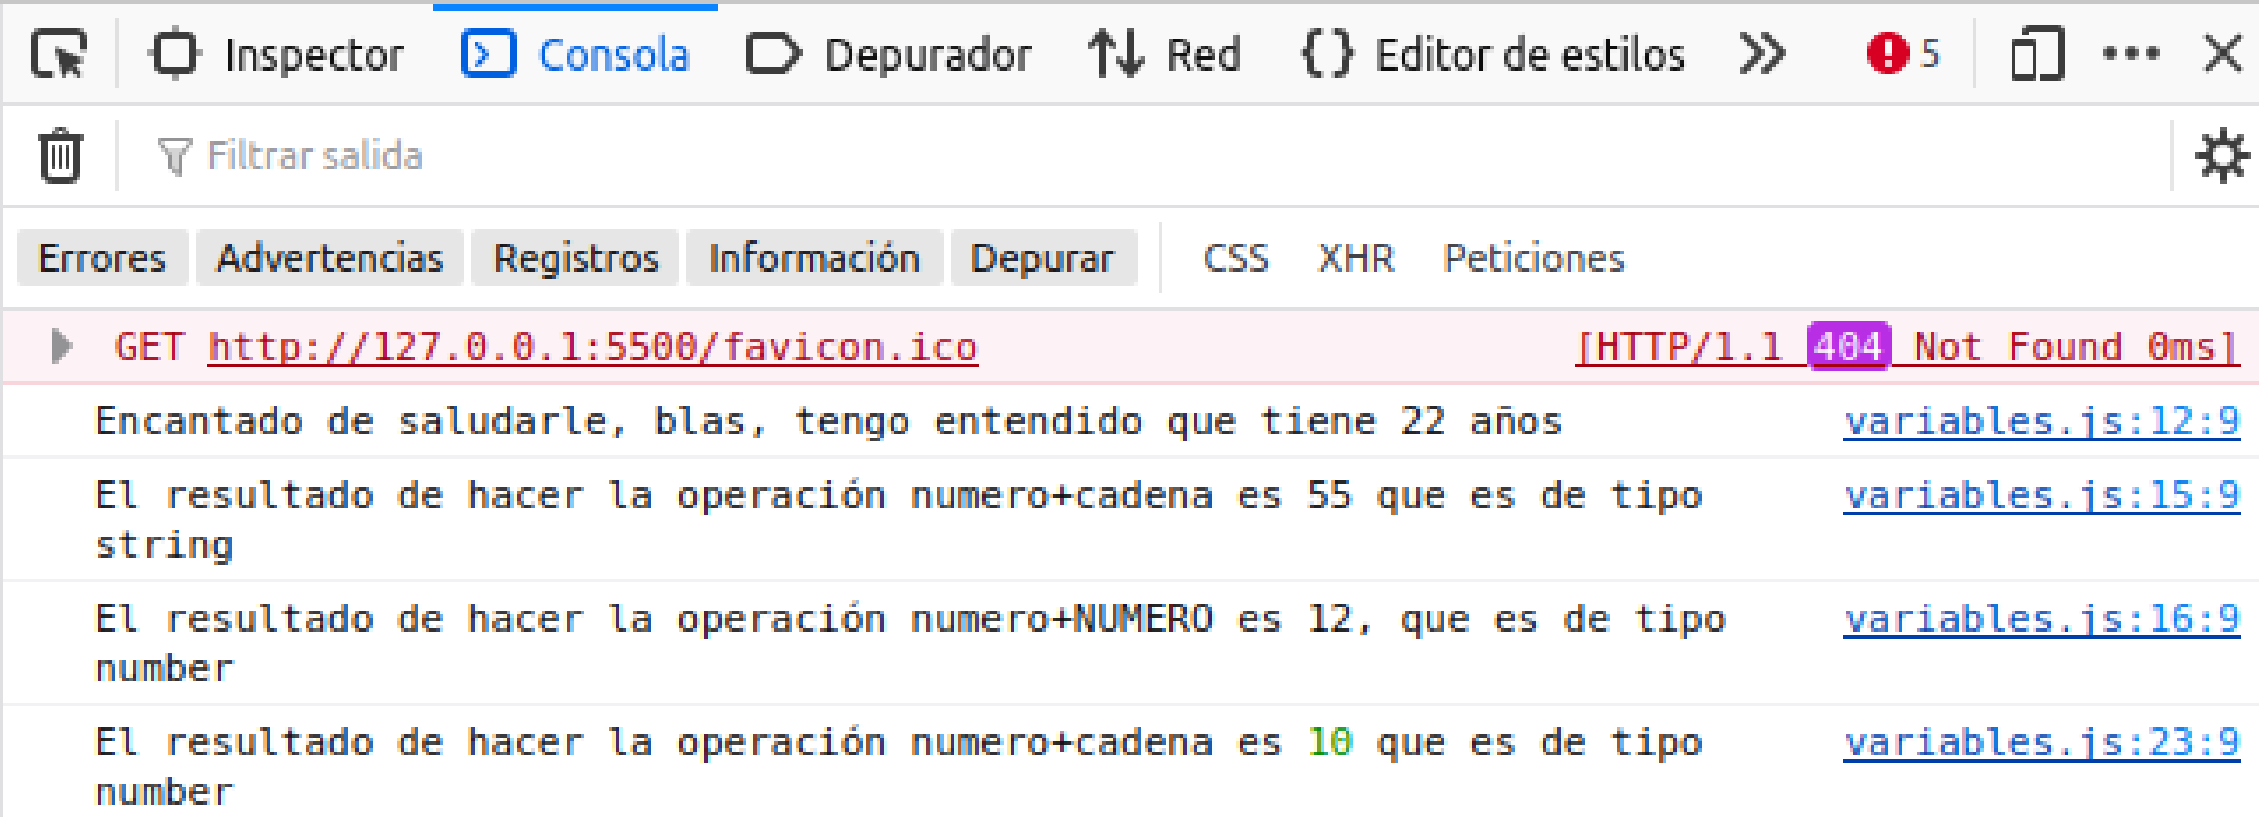 Inspector Consola Depurador Red Editor de estilos 5
Filtrar salida
Errores Advertencias Registros Información Depurar CSS XHR Peticiones
GET http://127.0.0.1:5500/favicon.ico [HTTP/1.1 404 Not Found 0ms]
Encantado de saludarle, blas, tengo entendido que tiene 22 años variables.js:12:9
El resultado de hacer la operación numero+cadena es 55 que es de tipo variables.js:15:9
string
El resultado de hacer la operación numero+NUMERO es 12, que es de tipo variables.js:16:9
number
El resultado de hacer la operación numero+cadena es 10 que es de tipo variables.js:23:9
number